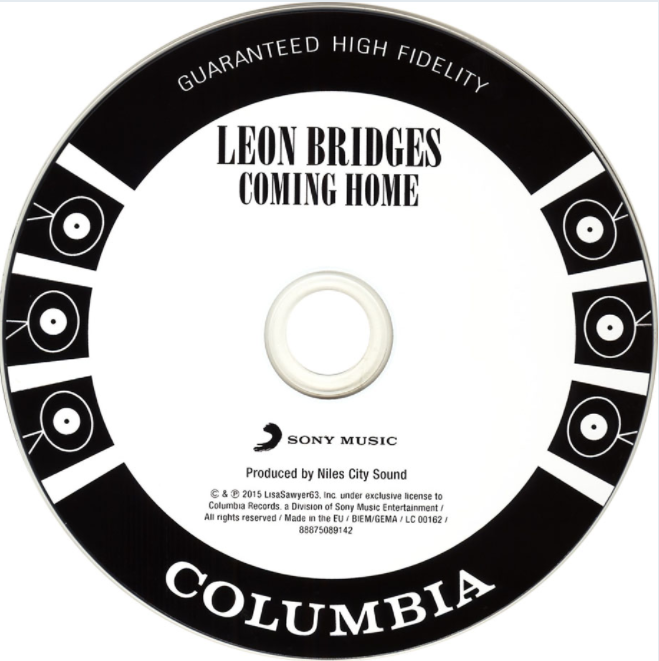 GUARANTEED HIGH FIDELITY
LEON BRIDGES
COMING HOME
SONY MUSIC
Produced by Niles City Sound
© & ℗ 2015 LisaSawyer63, Inc. under exclusive license to
Columbia Records, a Division of Sony Music Entertainment /
All rights reserved / Made in the EU / BIEM/GEMA / LC 00162 /
88875089142
COLUMBIA